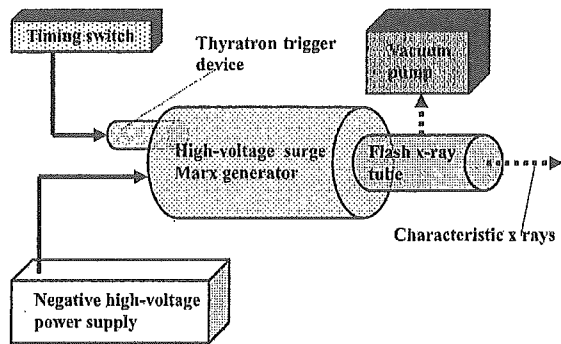 Timing switch
Thyratron trigger
device
Vacuum
pump
High-voltage surge
Marx generator
Flash x-ray
tube
Characteristic x rays
Negative high-voltage
power supply